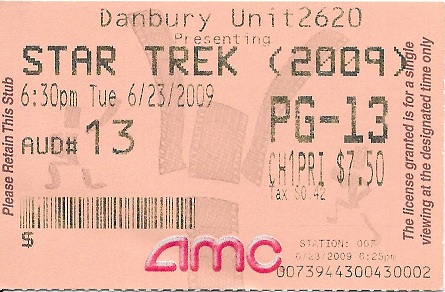 Danbury Unit2620
Presenting
STAR TREK (2009)
6:30pm Tue 6/23/2009
PG-13
AUD# 13
CH1PRI $7.50
Tax $0.42
Please Retain This Stub
The license granted is for a single
viewing at the designated time only
$
amc
STATION: 007
6/23/2009 6:25pm
0073944300430002